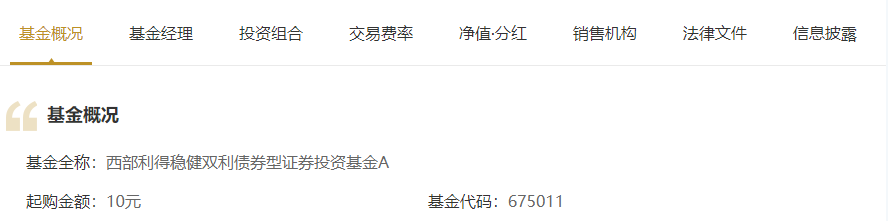 基金概况 基金经理 投资组合 交易费率 净值·分红 销售机构 法律文件 信息披露
基金概况
基金全称：西部利得稳健双利债券型证券投资基金A
起购金额：10元 基金代码：675011